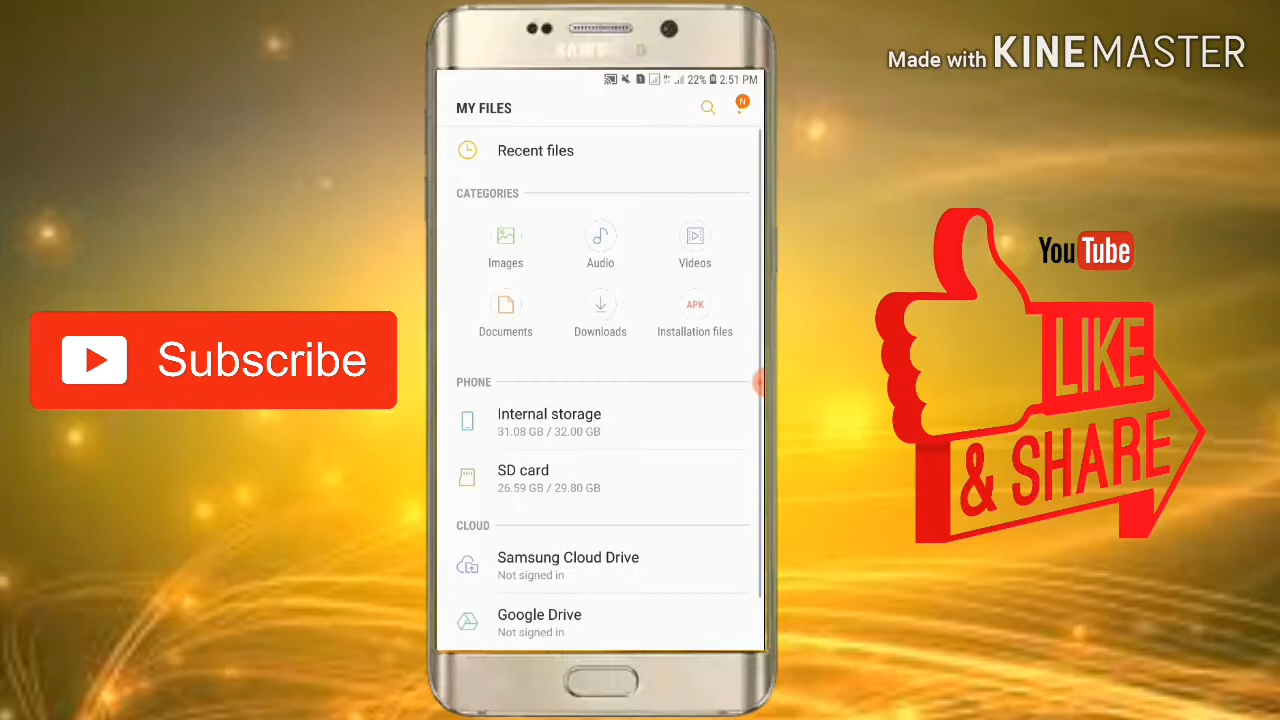 Made with KINEMASTER
SAMSUNG
22% 2:51 PM
MY FILES
N
Recent files
CATEGORIES
Images
Audio
Videos
APK
Documents
Downloads
Installation files
PHONE
Internal storage
31.08 GB / 32.00 GB
SD card
26.59 GB / 29.80 GB
CLOUD
Samsung Cloud Drive
Not signed in
Google Drive
Not signed in
Subscribe
YouTube
LIKE
& SHARE